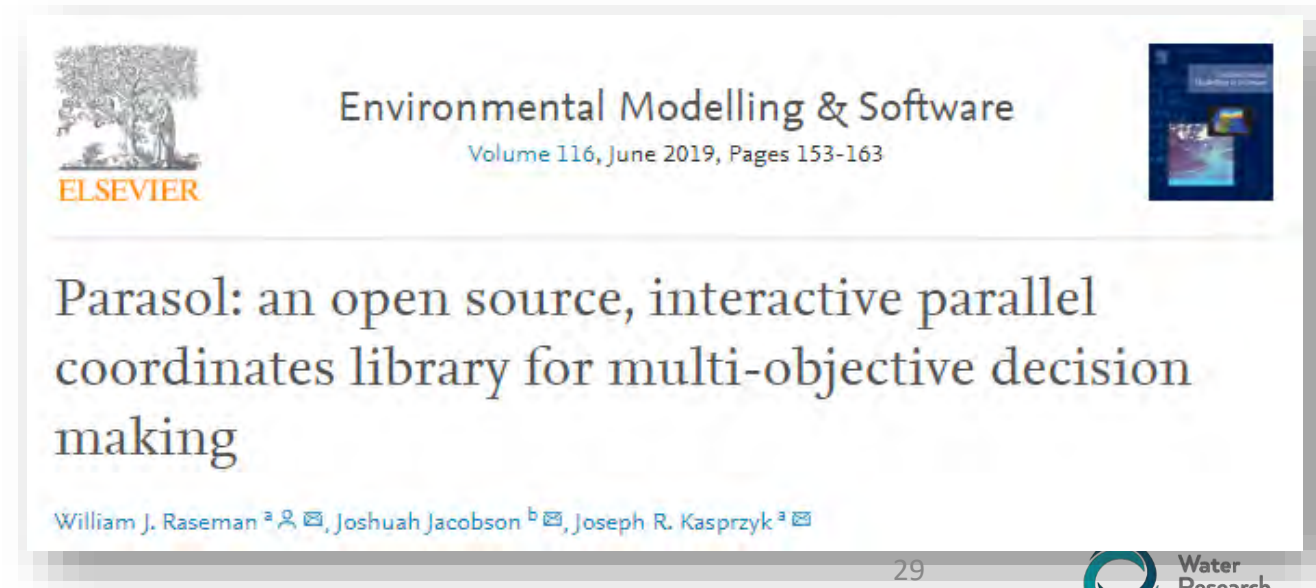 ELSEVIER
Environmental Modelling & Software
Volume 116, June 2019, Pages 153-163
Parasol: an open source, interactive parallel
coordinates library for multi-objective decision
making
William J. Raseman a ✉, Joshuah Jacobson b ✉, Joseph R. Kasprzyk a ✉
29
Water
Research